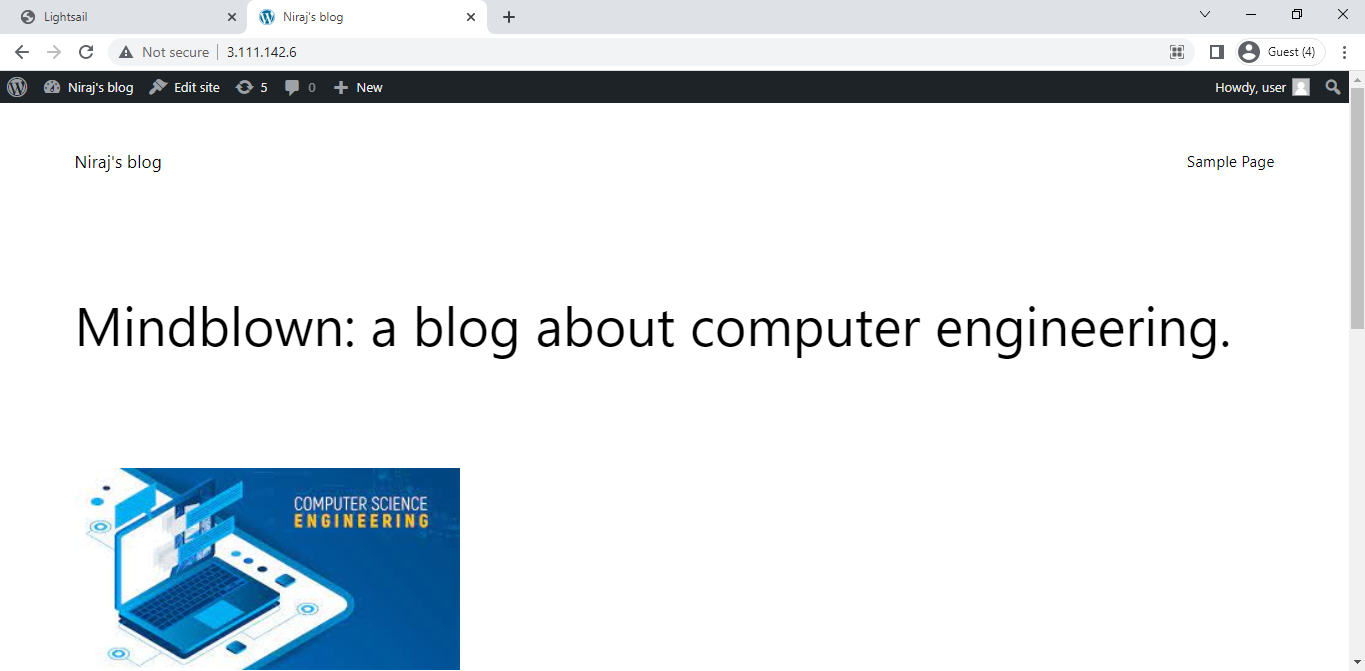 Lightsail
Niraj's blog
Not secure
3.111.142.6
Guest (4)
Niraj's blog
Edit site
5
0
New
Howdy, user
Niraj's blog
Sample Page
Mindblown: a blog about computer engineering.
COMPUTER SCIENCE
ENGINEERING